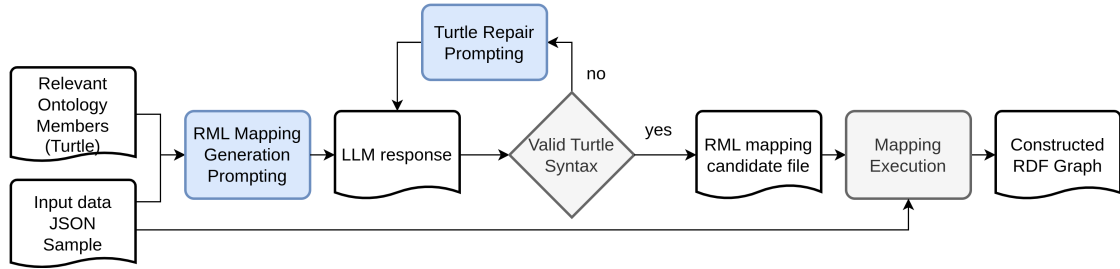 Turtle Repair
Prompting
no
Relevant
Ontology
Members
(Turtle)
RML Mapping
Generation
Prompting
LLM response
Valid Turtle
Syntax
yes
RML mapping
candidate file
Mapping
Execution
Constructed
RDF Graph
Input data
JSON
Sample